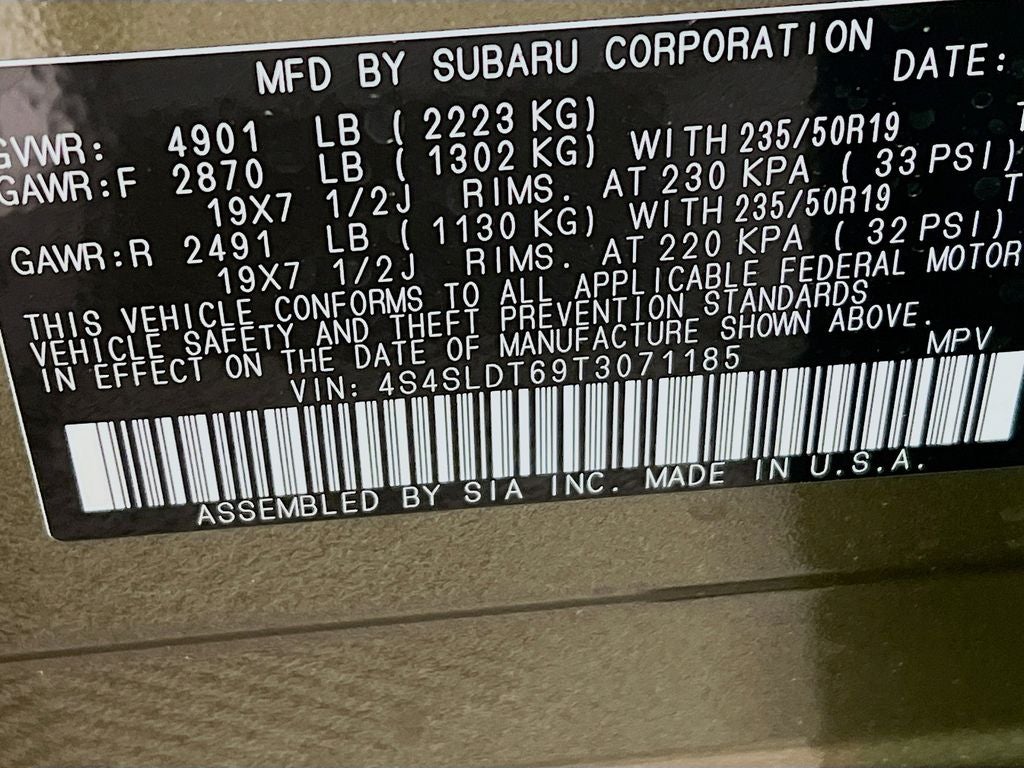 MFD BY SUBARU CORPORATION DATE:
GVWR: 4901 LB ( 2223 KG)
GAWR:F 2870 LB ( 1302 KG) WITH 235/50R19 T
19X7 1/2J RIMS. AT 230 KPA ( 33 PSI)
GAWR:R 2491 LB ( 1130 KG) WITH 235/50R19 T
19X7 1/2J RIMS. AT 220 KPA ( 32 PSI)
THIS VEHICLE CONFORMS TO ALL APPLICABLE FEDERAL MOTOR
VEHICLE SAFETY AND THEFT PREVENTION STANDARDS
IN EFFECT ON THE DATE OF MANUFACTURE SHOWN ABOVE.
VIN: 4S4SLDT69T3071185 MPV
ASSEMBLED BY SIA INC. MADE IN U.S.A.